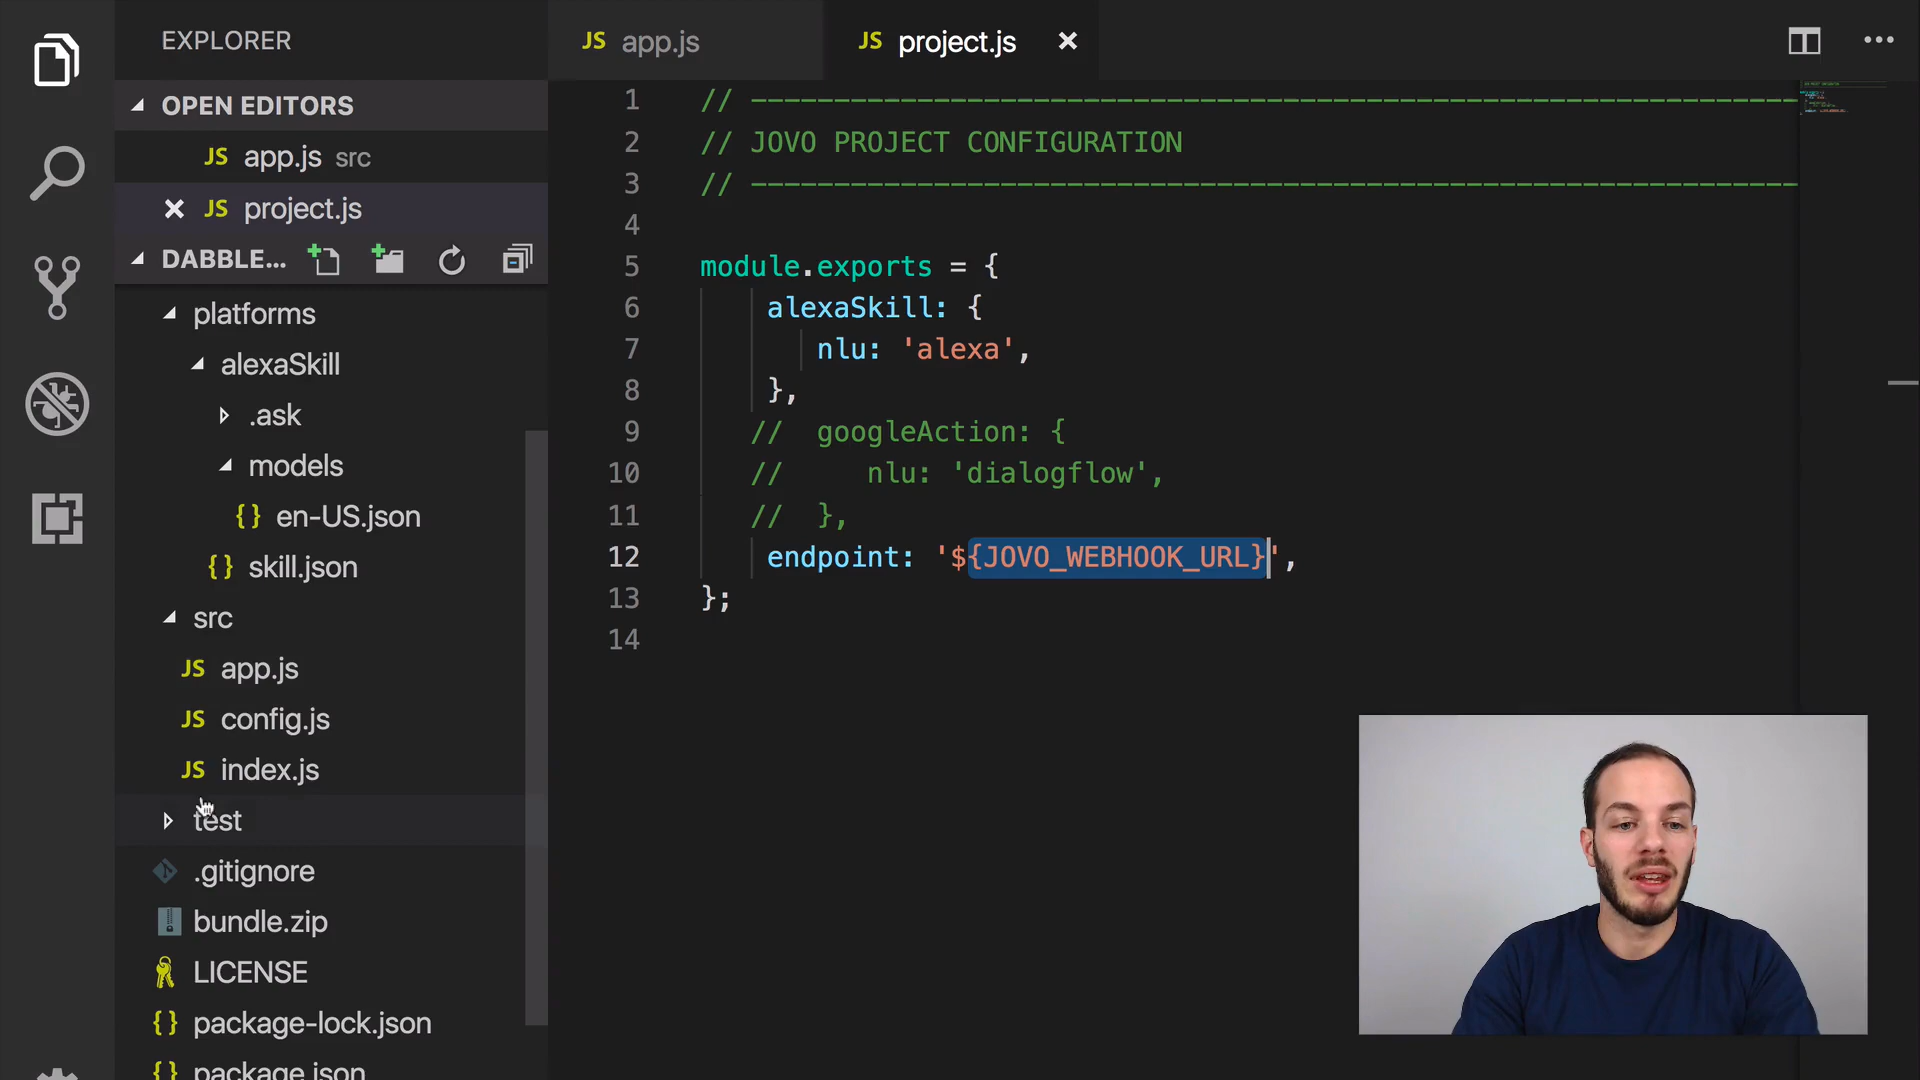 EXPLORER
OPEN EDITORS
JS app.js src
JS project.js
DABBLE...
platforms
alexaSkill
.ask
models
{} en-US.json
{} skill.json
src
JS app.js
JS config.js
JS index.js
test
.gitignore
bundle.zip
LICENSE
{} package-lock.json
{} package.json
JS app.js
JS project.js
1 // ---------------------------------------------------------------
2 // JOVO PROJECT CONFIGURATION
3 // ---------------------------------------------------------------
4
5 module.exports = {
6 alexaSkill: {
7 nlu: 'alexa',
8 },
9 // googleAction: {
10 // nlu: 'dialogflow',
11 // },
12 endpoint: '${JOVO_WEBHOOK_URL}',
13 };
14